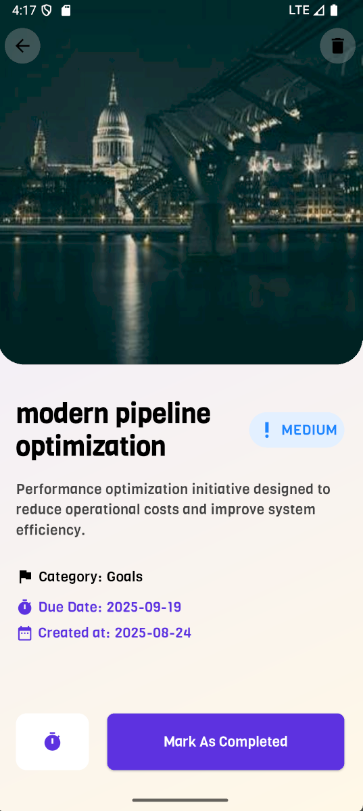 4:17
LTE
modern pipeline
optimization
MEDIUM
Performance optimization initiative designed to
reduce operational costs and improve system
efficiency.
Category: Goals
Due Date: 2025-09-19
Created at: 2025-08-24
Mark As Completed